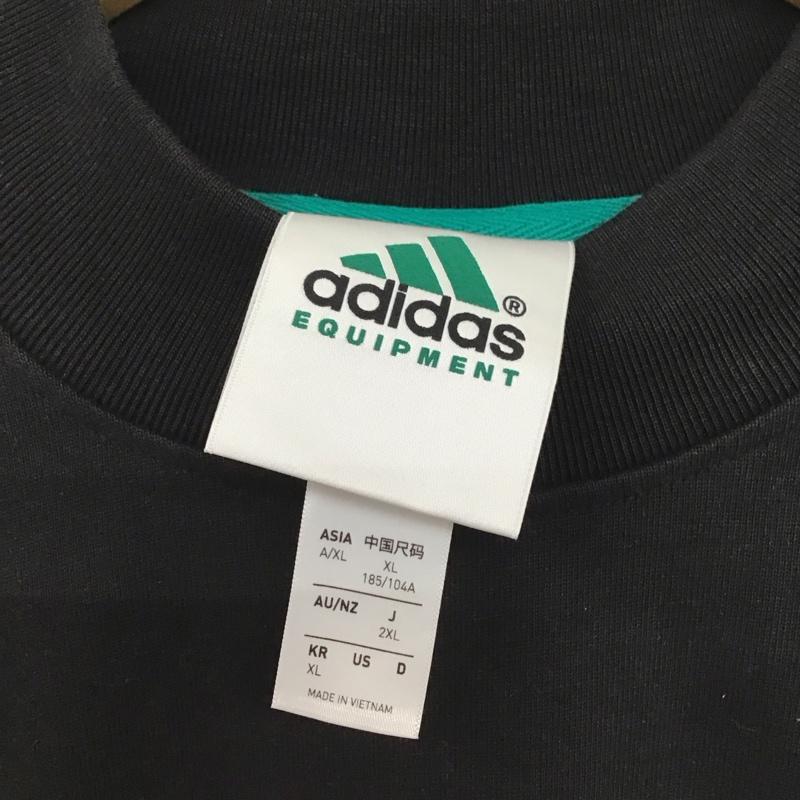 adidas®
EQUIPMENT
ASIA 中国尺码
A/XL XL
185/104A
AU/NZ J
2XL
KR US D
XL
MADE IN VIETNAM